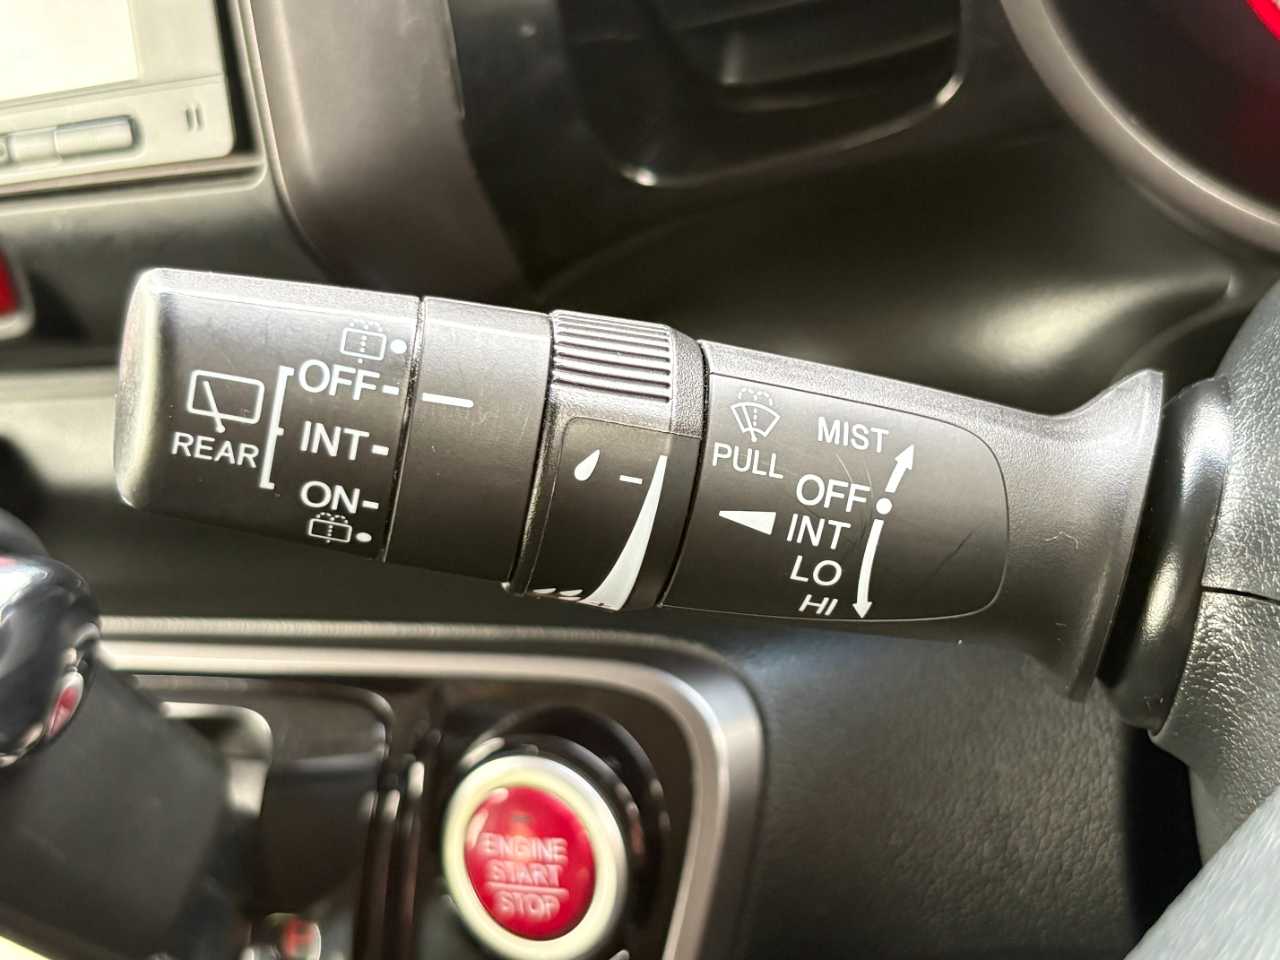 REAR
OFF
INT
ON
PULL
MIST
OFF
INT
LO
HI
ENGINE
START
STOP